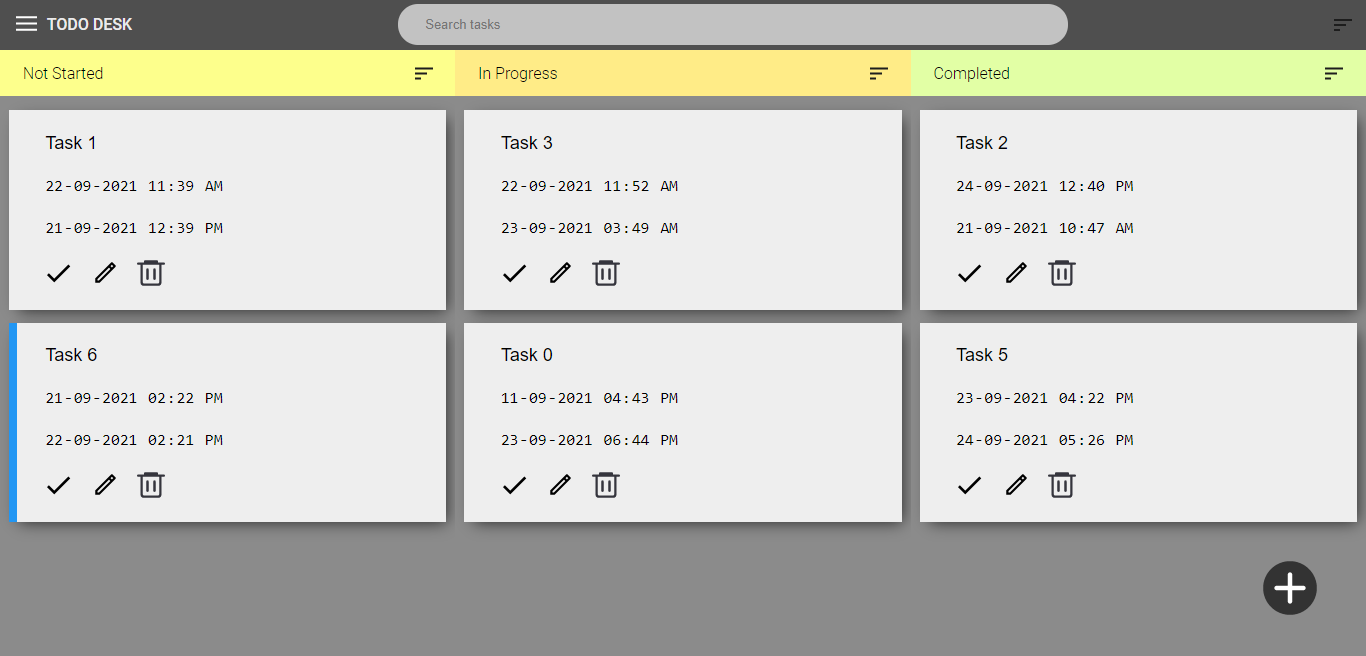 TODO DESK
Search tasks
Not Started
In Progress
Completed
Task 1
22-09-2021 11:39 AM
21-09-2021 12:39 PM
Task 6
21-09-2021 02:22 PM
22-09-2021 02:21 PM
Task 3
22-09-2021 11:52 AM
23-09-2021 03:49 AM
Task 0
11-09-2021 04:43 PM
23-09-2021 06:44 PM
Task 2
24-09-2021 12:40 PM
21-09-2021 10:47 AM
Task 5
23-09-2021 04:22 PM
24-09-2021 05:26 PM